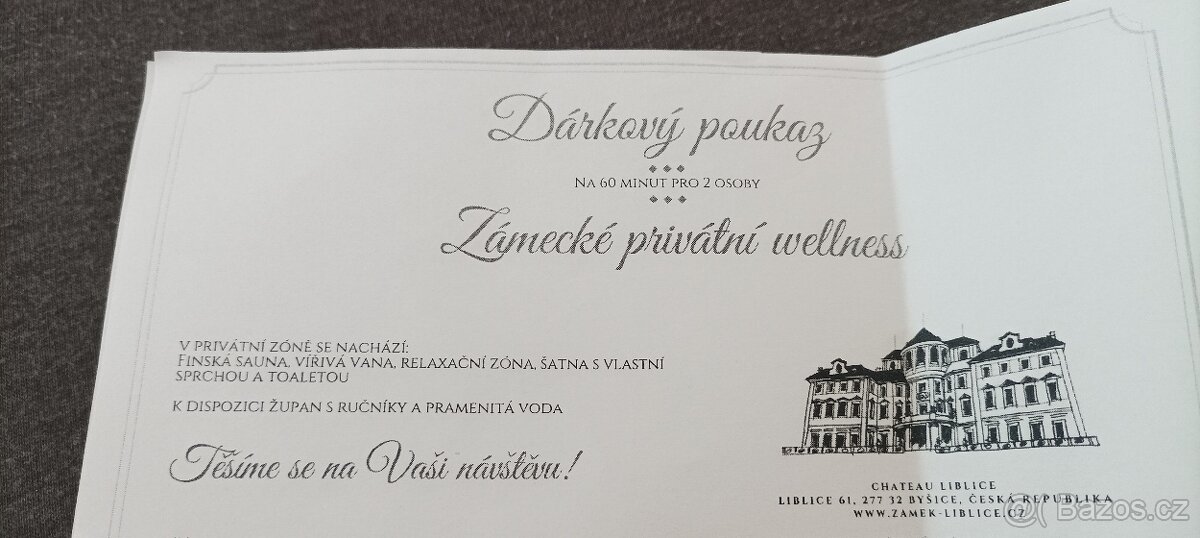 Dárkový poukaz
Na 60 minut pro 2 osoby
Zámecké privátní wellness
V privátní zóně se nachází:
Finská sauna, vířivá vana, relaxační zóna, šatna s vlastní
sprchou a toaletou
K dispozici župan s ručníky a pramenitá voda
Těšíme se na Vaši návštěvu!
CHATEAU LIBLICE
LIBLICE 61, 277 32 BYŠICE, ČESKÁ REPUBLIKA
WWW.ZAMEK-LIBLICE.CZ
Bazos.cz